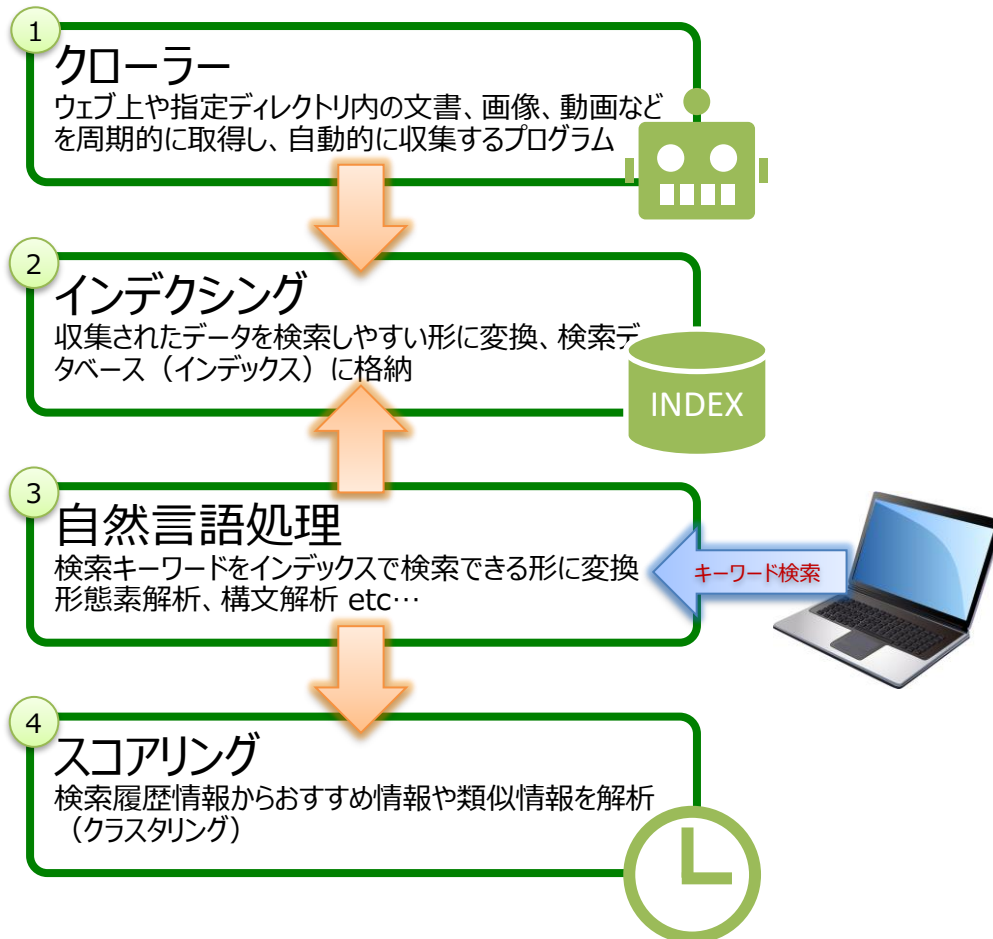 1
クローラー
ウェブ上や指定ディレクトリ内の文書、画像、動画など
を周期的に取得し、自動的に収集するプログラム
2
インデクシング
収集されたデータを検索しやすい形に変換、検索デー
タベース（インデックス）に格納
INDEX
3
自然言語処理
検索キーワードをインデックスで検索できる形に変換
形態素解析、構文解析 etc…
キーワード検索
4
スコアリング
検索履歴情報からおすすめ情報や類似情報を解析
（クラスタリング）